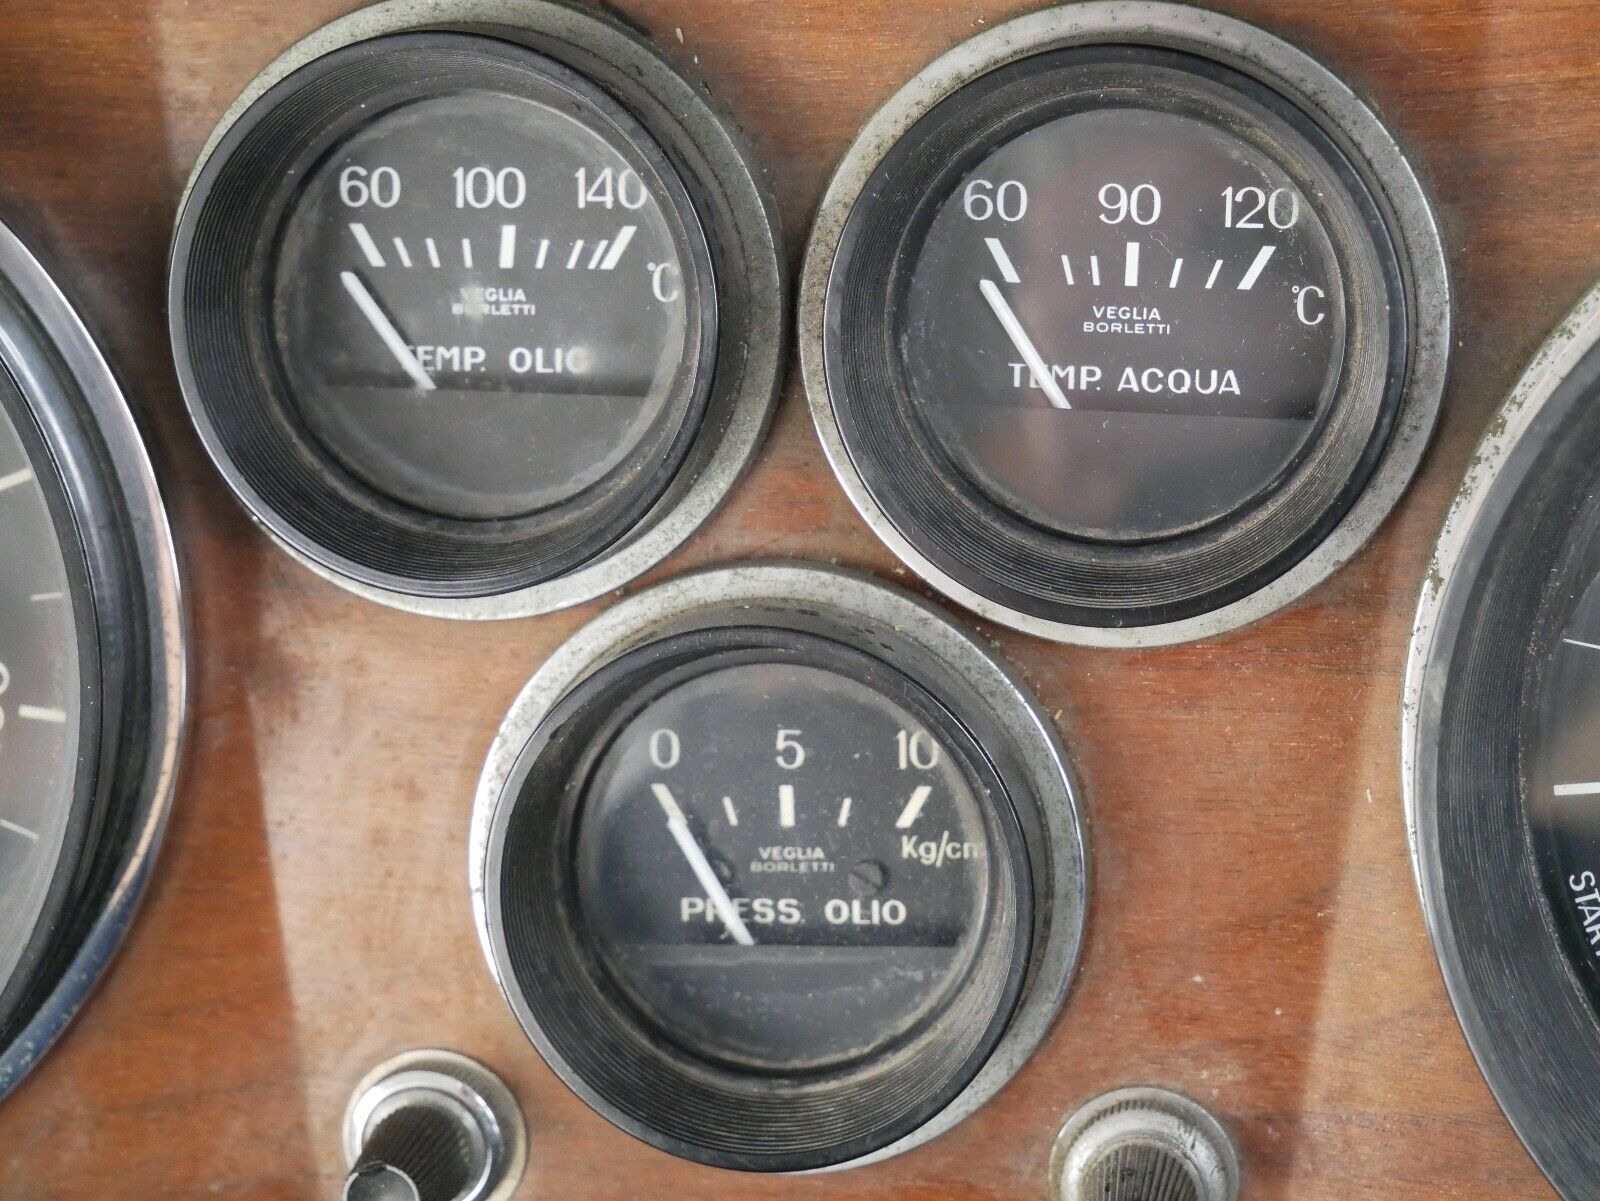 60 100 140
°C
VEGLIA
BORLETTI
TEMP. OLIO
60 90 120
°C
VEGLIA
BORLETTI
TEMP. ACQUA
0 5 10
Kg/cm
VEGLIA
BORLETTI
PRESS. OLIO